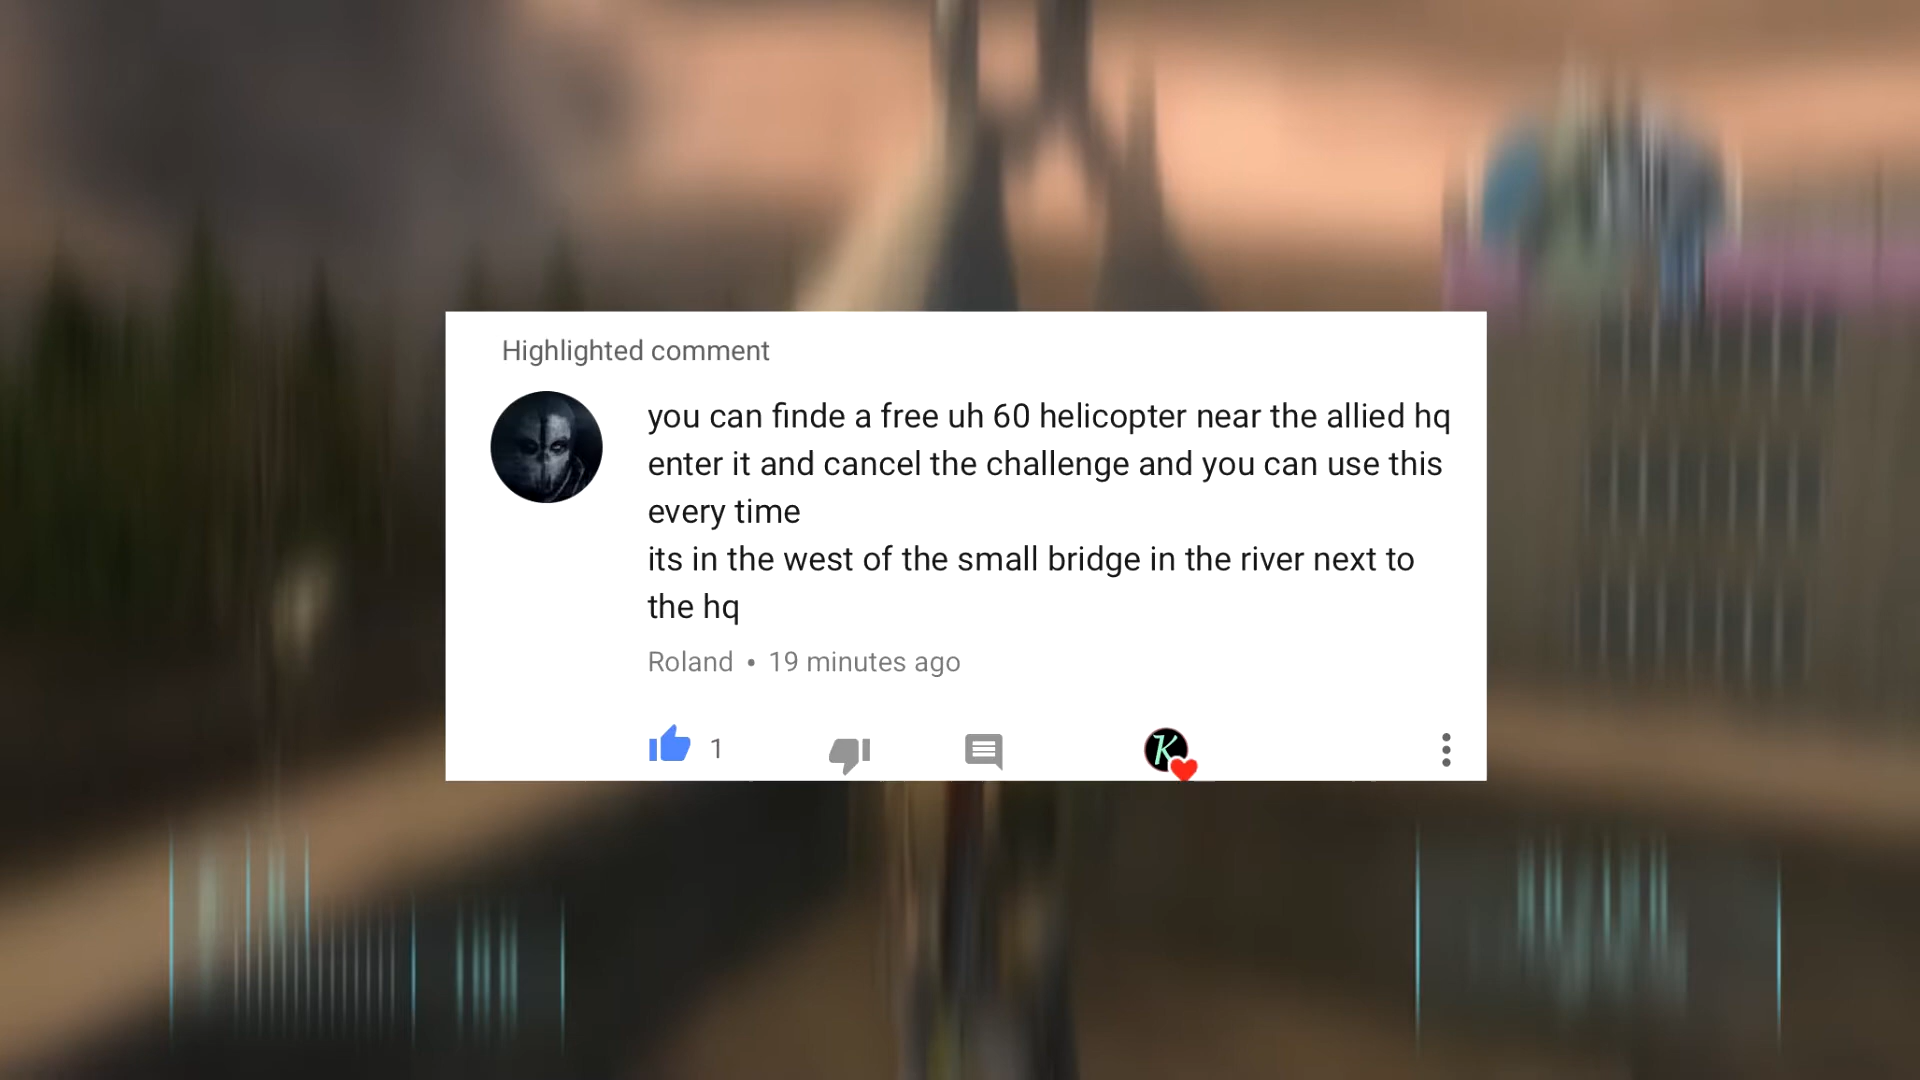 Highlighted comment
you can finde a free uh 60 helicopter near the allied hq
enter it and cancel the challenge and you can use this
every time
its in the west of the small bridge in the river next to
the hq
Roland • 19 minutes ago
1
K